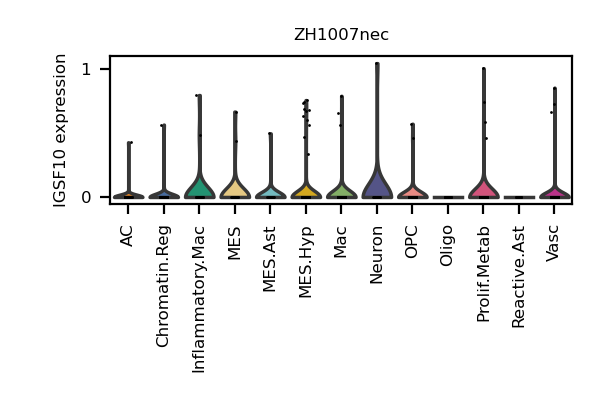 ZH1007nec
IGSF10 expression
1
0
AC
Chromatin.Reg
Inflammatory.Mac
MES
MES.Ast
MES.Hyp
Mac
Neuron
OPC
Oligo
Prolif.Metab
Reactive.Ast
Vasc